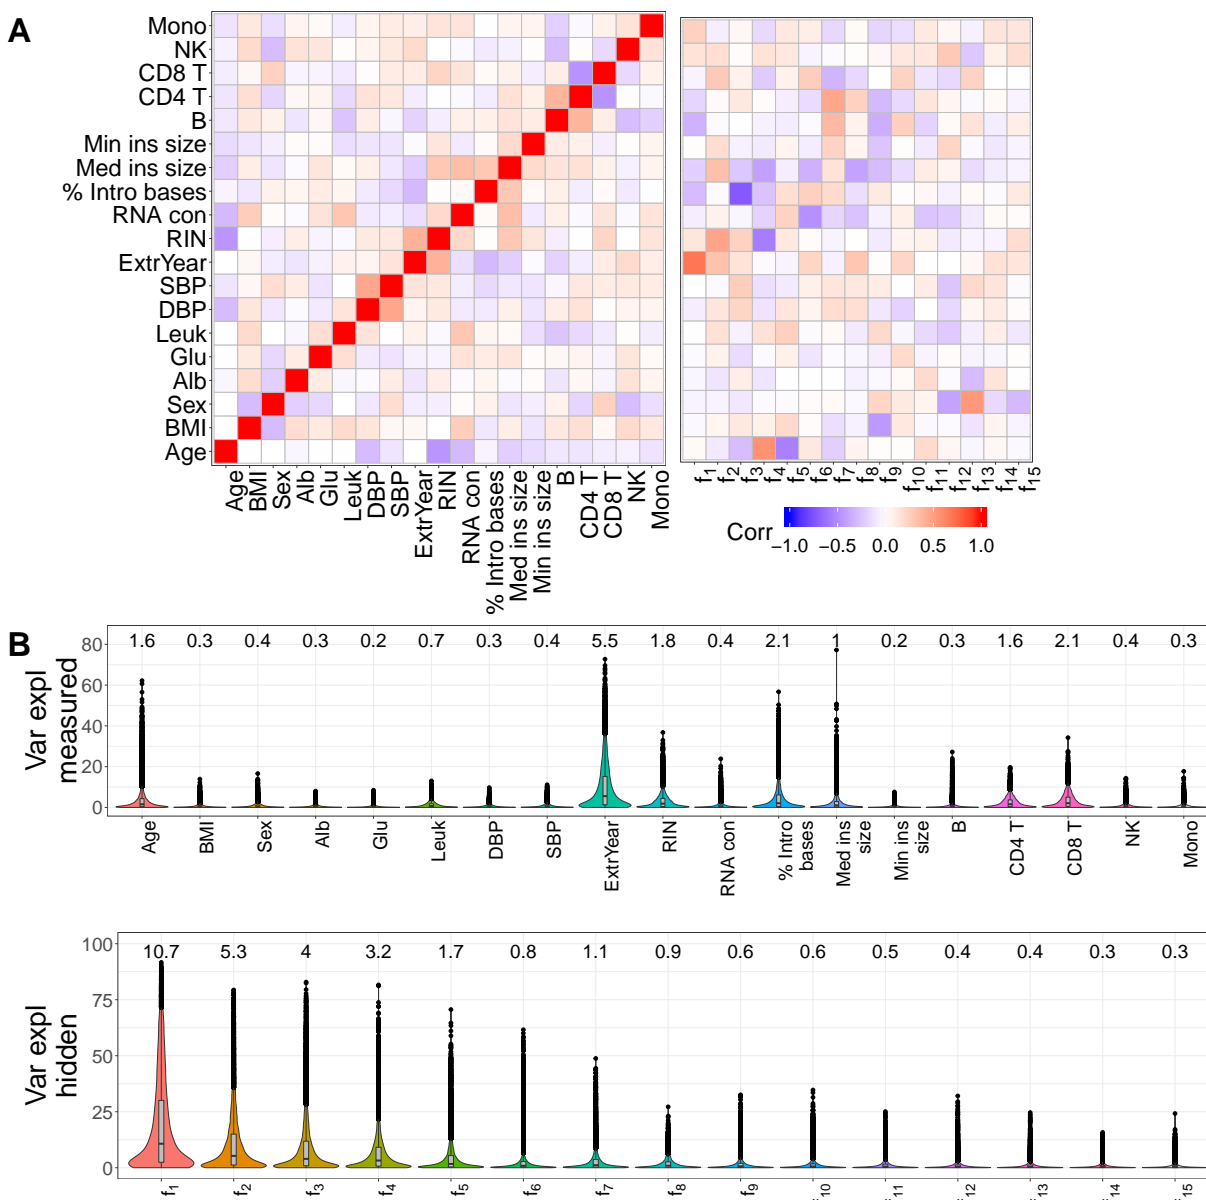 A
Mono
NK
CD8 T
CD4 T
B
Min ins size
Med ins size
% Intro bases
RNA con
RIN
ExtrYear
SBP
DBP
Leuk
Glu
Alb
Sex
BMI
Age
Age BMI Sex Alb Glu Leuk DBP SBP ExtrYear RIN RNA con % Intro bases Med ins size Min ins size B CD4 T CD8 T NK Mono
f1 f2 f3 f4 f5 f6 f7 f8 f9 f10 f11 f12 f13 f14 f15
Corr
−1.0 −0.5 0.0 0.5 1.0
B
Var expl
measured
80
60
40
20
0
1.6 0.3 0.4 0.3 0.2 0.7 0.3 0.4 5.5 1.8 0.4 2.1 1 0.2 0.3 1.6 2.1 0.4 0.3
Age BMI Sex Alb Glu Leuk DBP SBP ExtrYear RIN RNA con % Intro bases Med ins size Min ins size B CD4 T CD8 T NK Mono
Var expl
hidden
100
75
50
25
0
10.7 5.3 4 3.2 1.7 0.8 1.1 0.9 0.6 0.6 0.5 0.4 0.4 0.3 0.3
f1 f2 f3 f4 f5 f6 f7 f8 f9 f10 f11 f12 f13 f14 f15